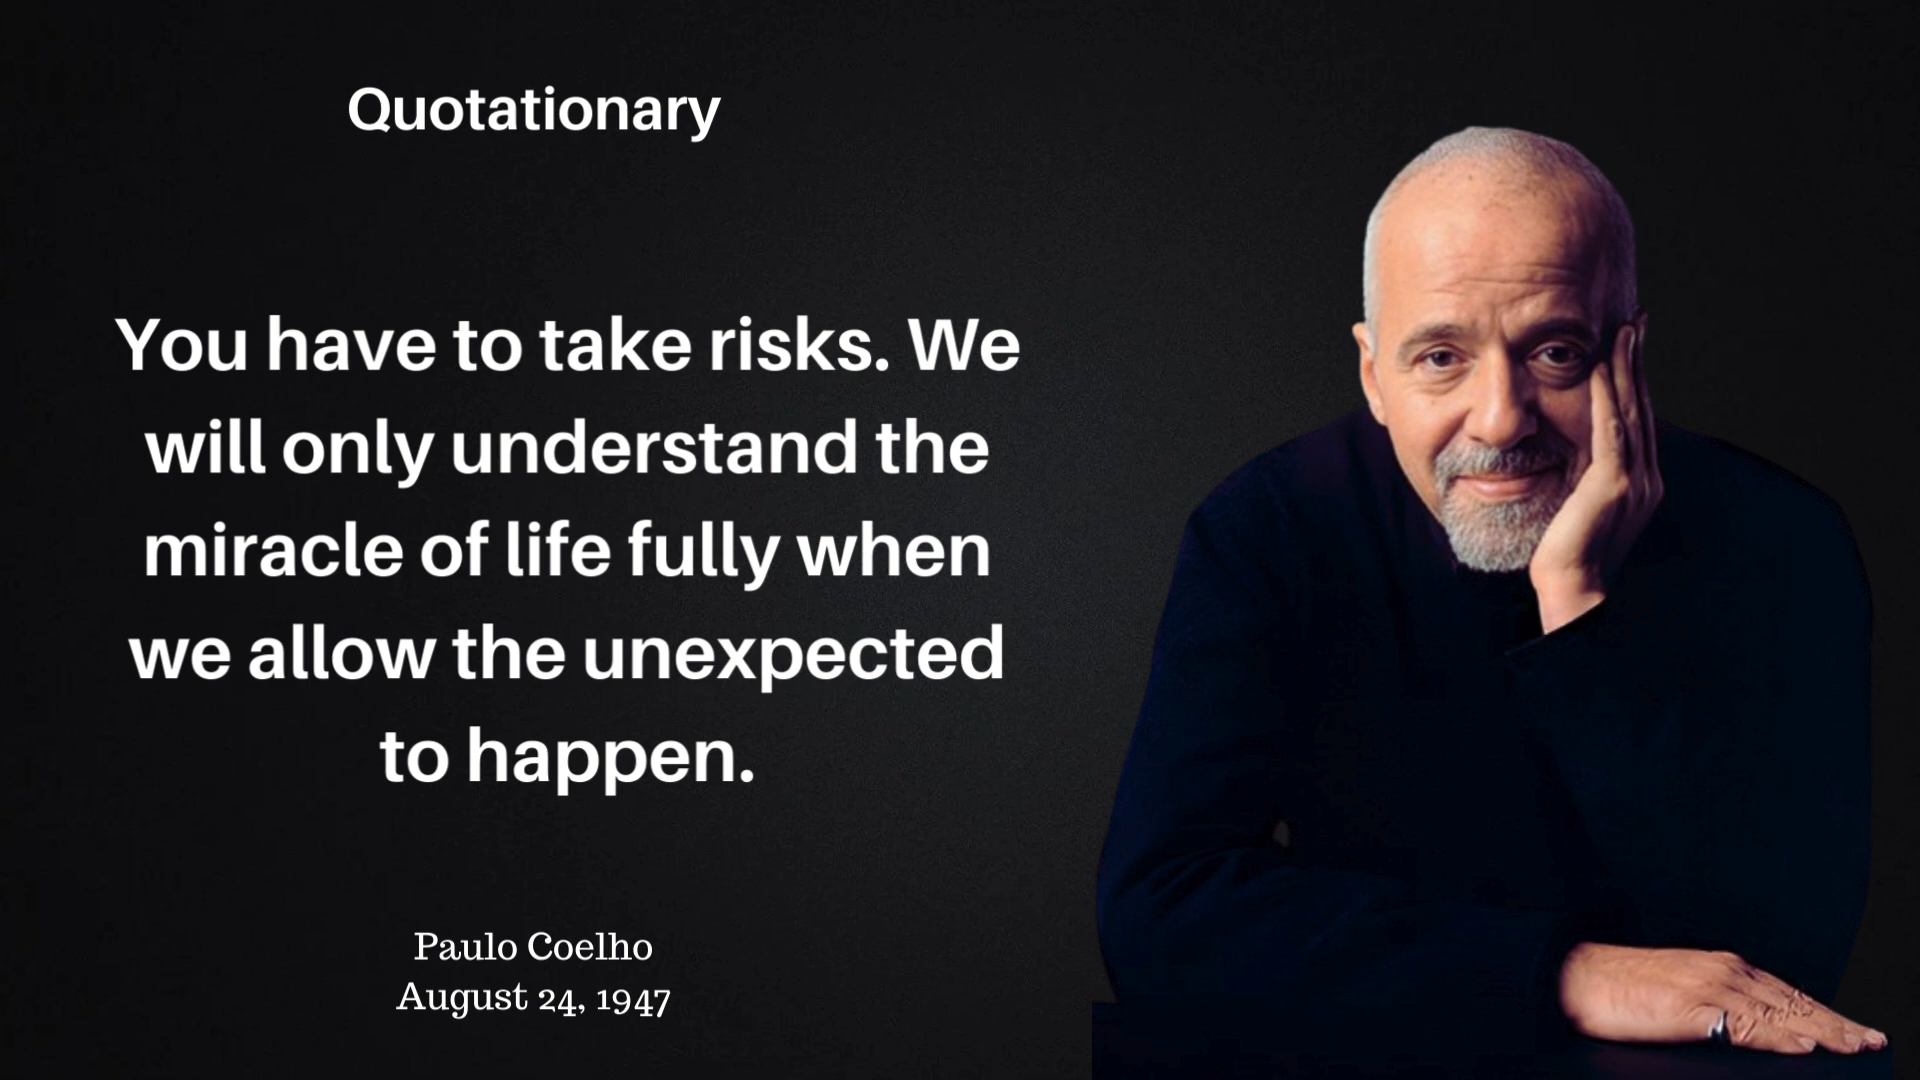 Quotationary
You have to take risks. We
will only understand the
miracle of life fully when
we allow the unexpected
to happen.
Paulo Coelho
August 24, 1947